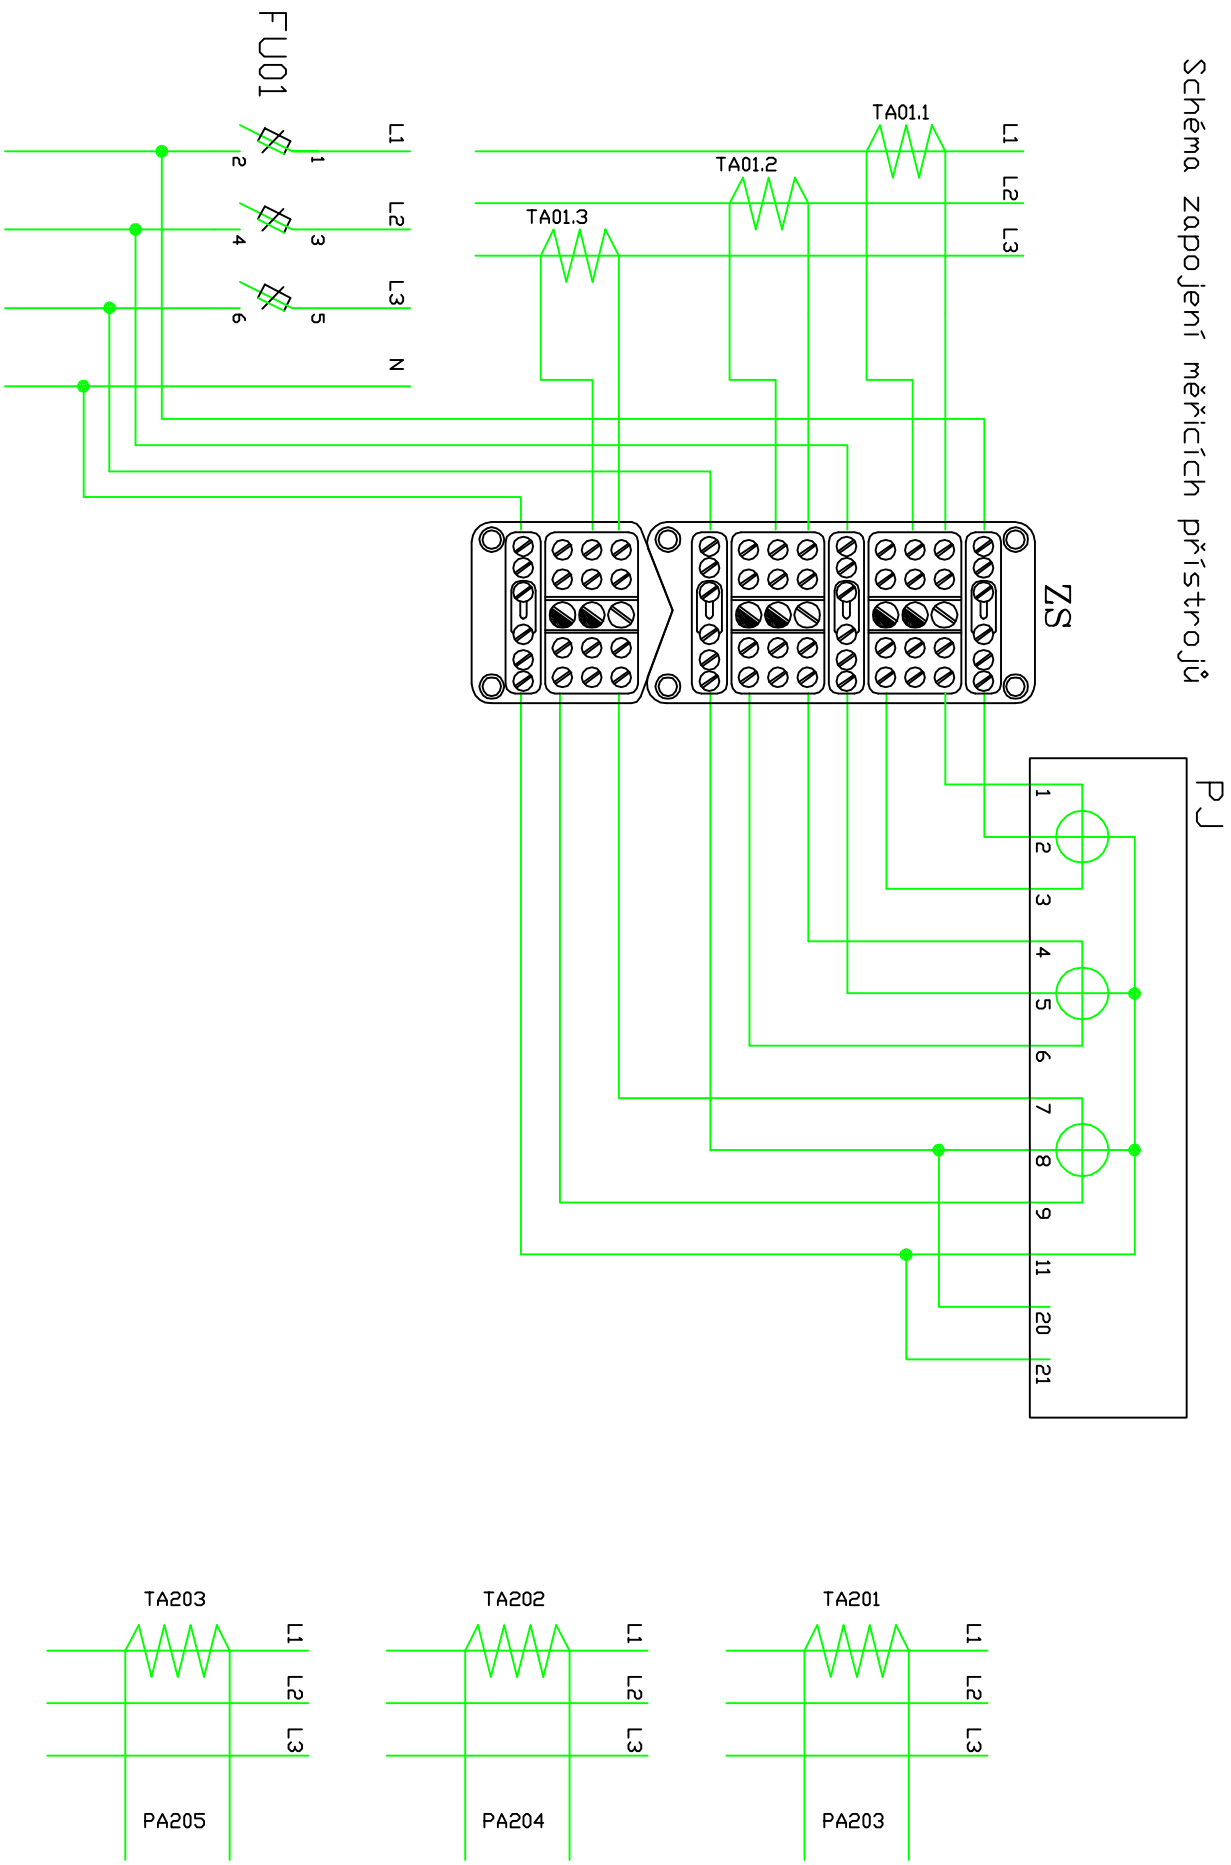 Schéma zapojení měřicích přístrojů
FU01
L1
L2
L3
N
1
2
3
4
5
6
TA01.1
TA01.2
TA01.3
L1
L2
L3
ZS
PJ
1
2
3
4
5
6
7
8
9
11
20
21
TA203
L1
L2
L3
PA205
TA202
L1
L2
L3
PA204
TA201
L1
L2
L3
PA203